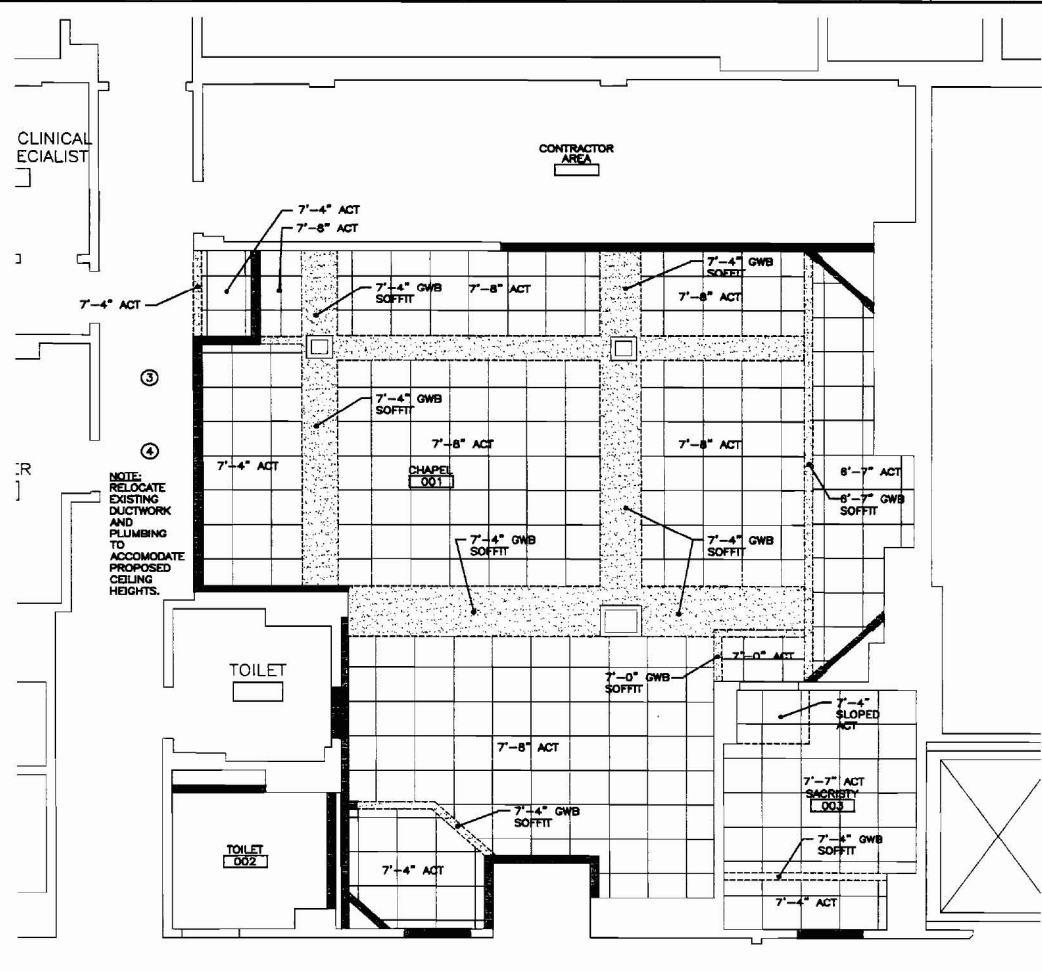 CLINICAL
ECIALIST
CONTRACTOR
AREA
7'-4" ACT
7'-8" ACT
7'-4" ACT
7'-4" GWB
SOFFIT
7'-8" ACT
7'-4" GWB
SOFFIT
7'-8" ACT
3
7'-4" GWB
SOFFIT
7'-8" ACT
7'-8" ACT
4
7'-4" ACT
ER
CHAPEL
001
6'-7" ACT
6'-7" GWB
SOFFIT
NOTE:
RELOCATE
EXISTING
DUCTWORK
AND
PLUMBING
TO
ACCOMODATE
PROPOSED
CEILING
HEIGHTS.
7'-4" GWB
SOFFIT
7'-4" GWB
SOFFIT
TOILET
7'-0" ACT
7'-0" GWB
SOFFIT
7'-4"
SLOPED
ACT
7'-8" ACT
7'-7" ACT
SACRISTY
003
7'-4" GWB
SOFFIT
7'-4" GWB
SOFFIT
TOILET
002
7'-4" ACT
7'-4" ACT